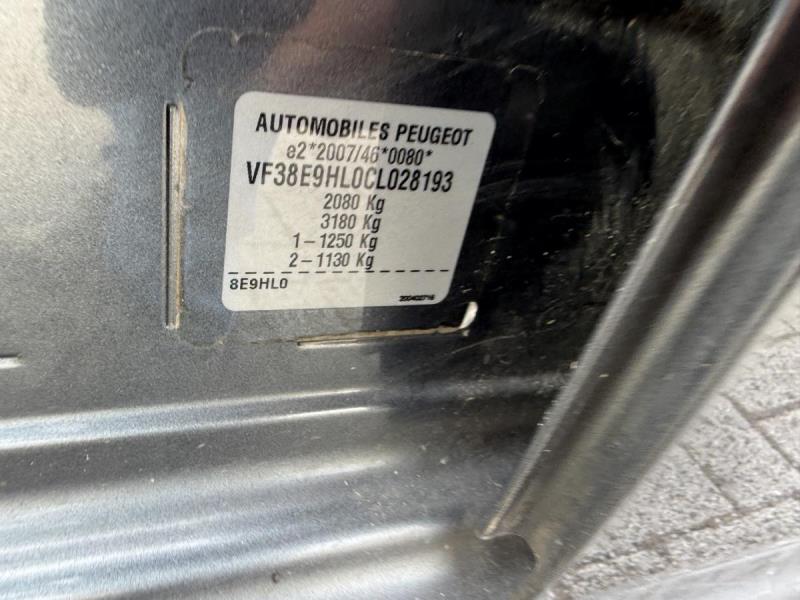 AUTOMOBILES PEUGEOT
e2*2007/46*0080*
VF38E9HL0CL028193
2080 Kg
3180 Kg
1-1250 Kg
2-1130 Kg
8E9HL0